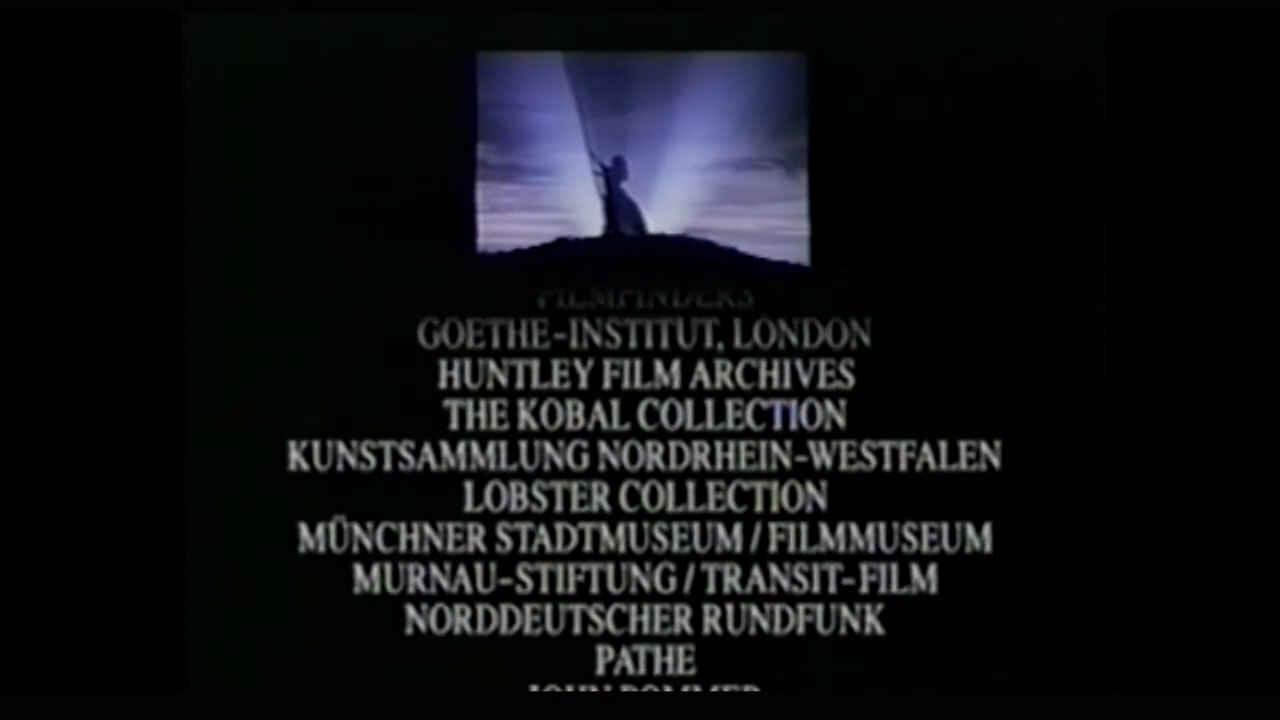 FILMFINDERS
GOETHE-INSTITUT, LONDON
HUNTLEY FILM ARCHIVES
THE KOBAL COLLECTION
KUNSTSAMMLUNG NORDRHEIN-WESTFALEN
LOBSTER COLLECTION
MÜNCHNER STADTMUSEUM / FILMMUSEUM
MURNAU-STIFTUNG / TRANSIT-FILM
NORDDEUTSCHER RUNDFUNK
PATHE